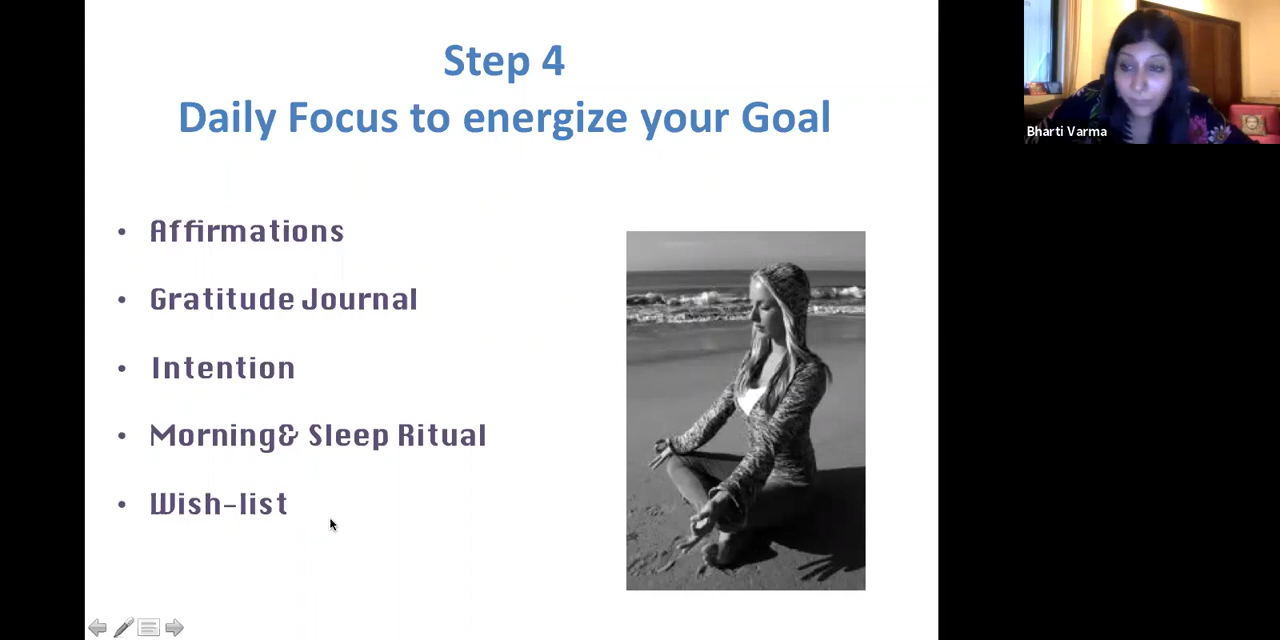 Step 4
Daily Focus to energize your Goal
• Affirmations
• Gratitude Journal
• Intention
• Morning& Sleep Ritual
• Wish-list
Bharti Varma